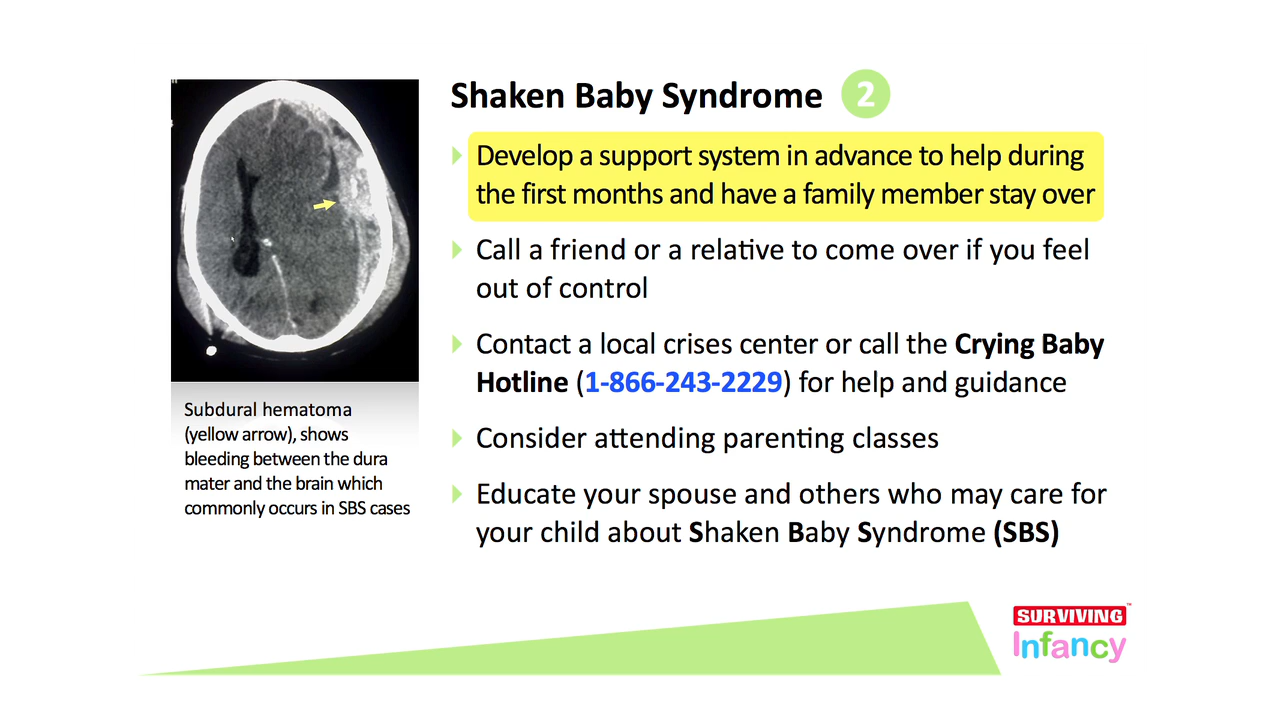 Shaken Baby Syndrome 2
Develop a support system in advance to help during
the first months and have a family member stay over
Call a friend or a relative to come over if you feel
out of control
Contact a local crises center or call the Crying Baby
Hotline (1-866-243-2229) for help and guidance
Consider attending parenting classes
Educate your spouse and others who may care for
your child about Shaken Baby Syndrome (SBS)
Subdural hematoma
(yellow arrow), shows
bleeding between the dura
mater and the brain which
commonly occurs in SBS cases
SURVIVING™
Infancy